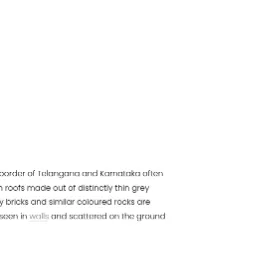 border of Telangana and Karnataka often
roofs made out of distinctly thin grey
y bricks and similar coloured rocks are
seen in walls and scattered on the ground